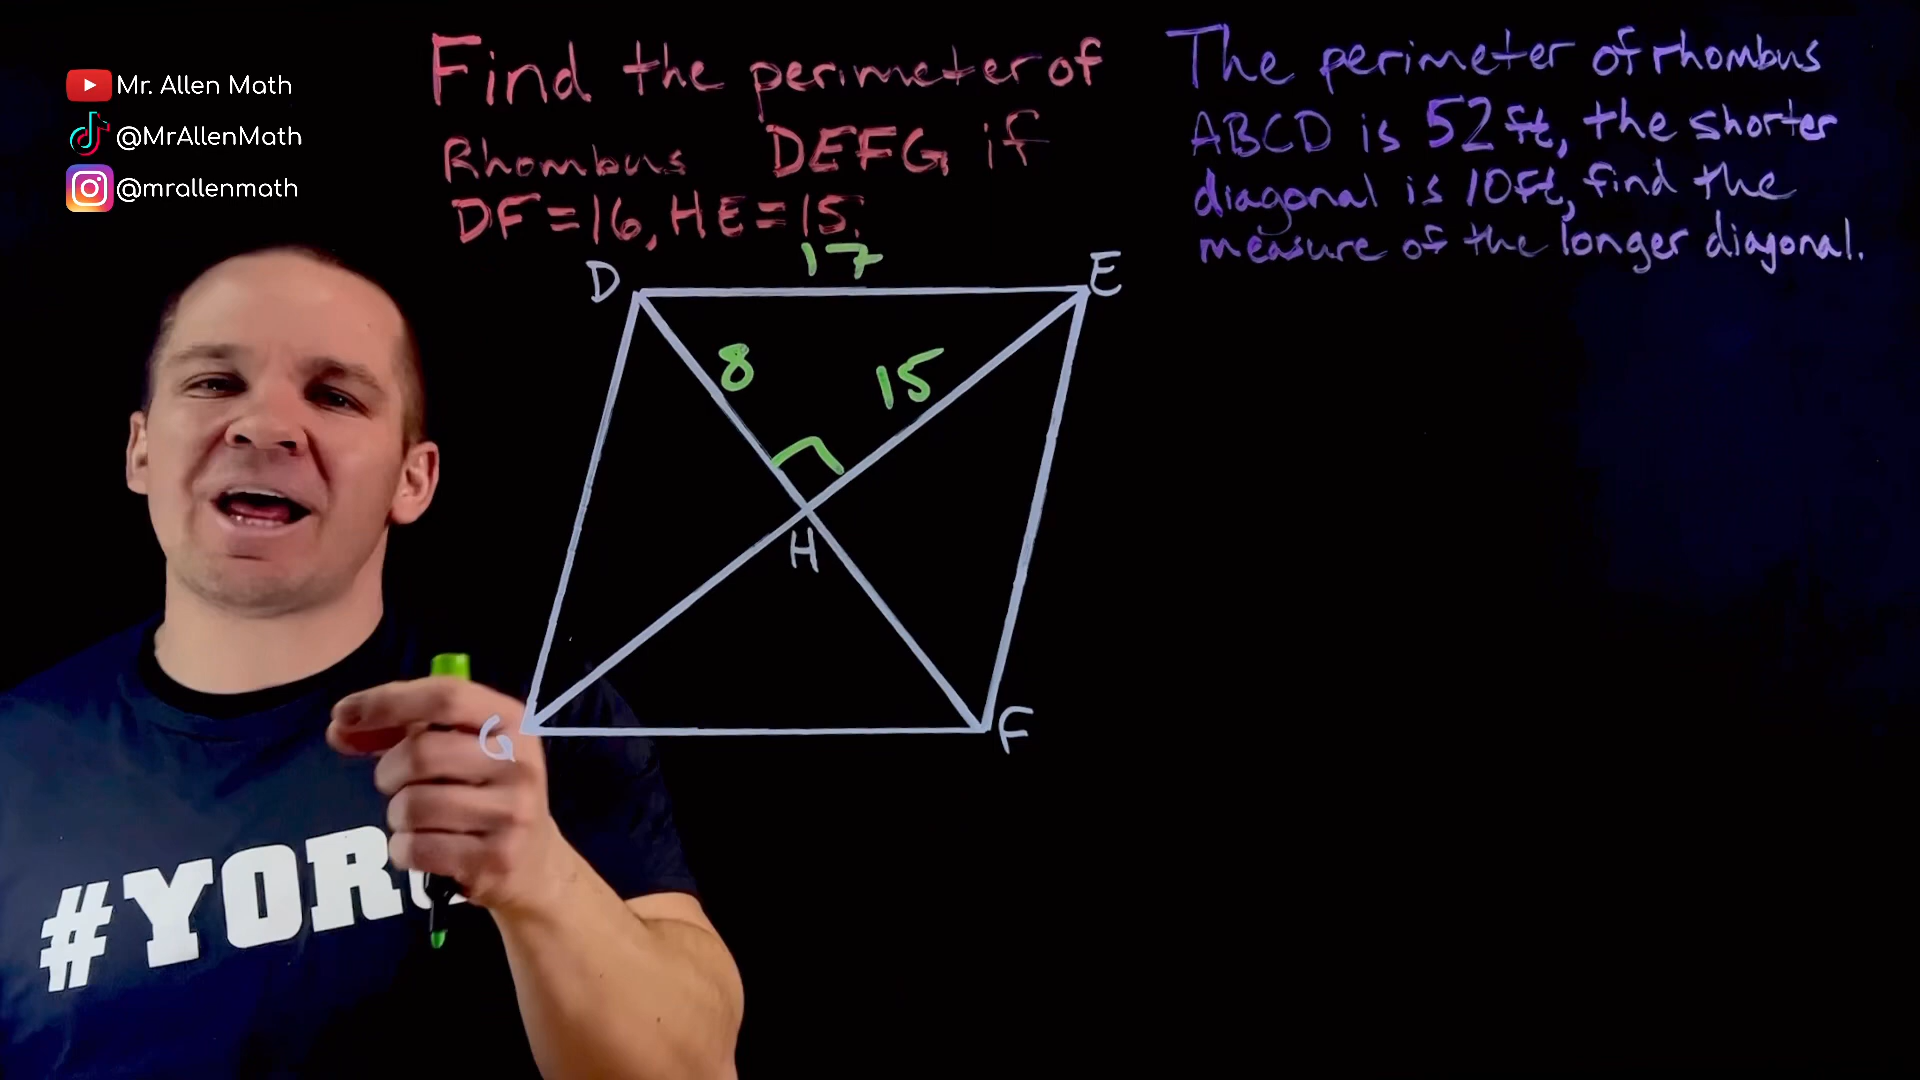 Mr. Allen Math
@MrAllenMath
@mrallenmath
Find the perimeter of
Rhombus DEFG, if
DF=16, HE=15.
The perimeter of rhombus
ABCD is 52 ft, the shorter
diagonal is 10ft, find the
measure of the longer diagonal.
17
D
E
8
15
H
G
F
#YOR